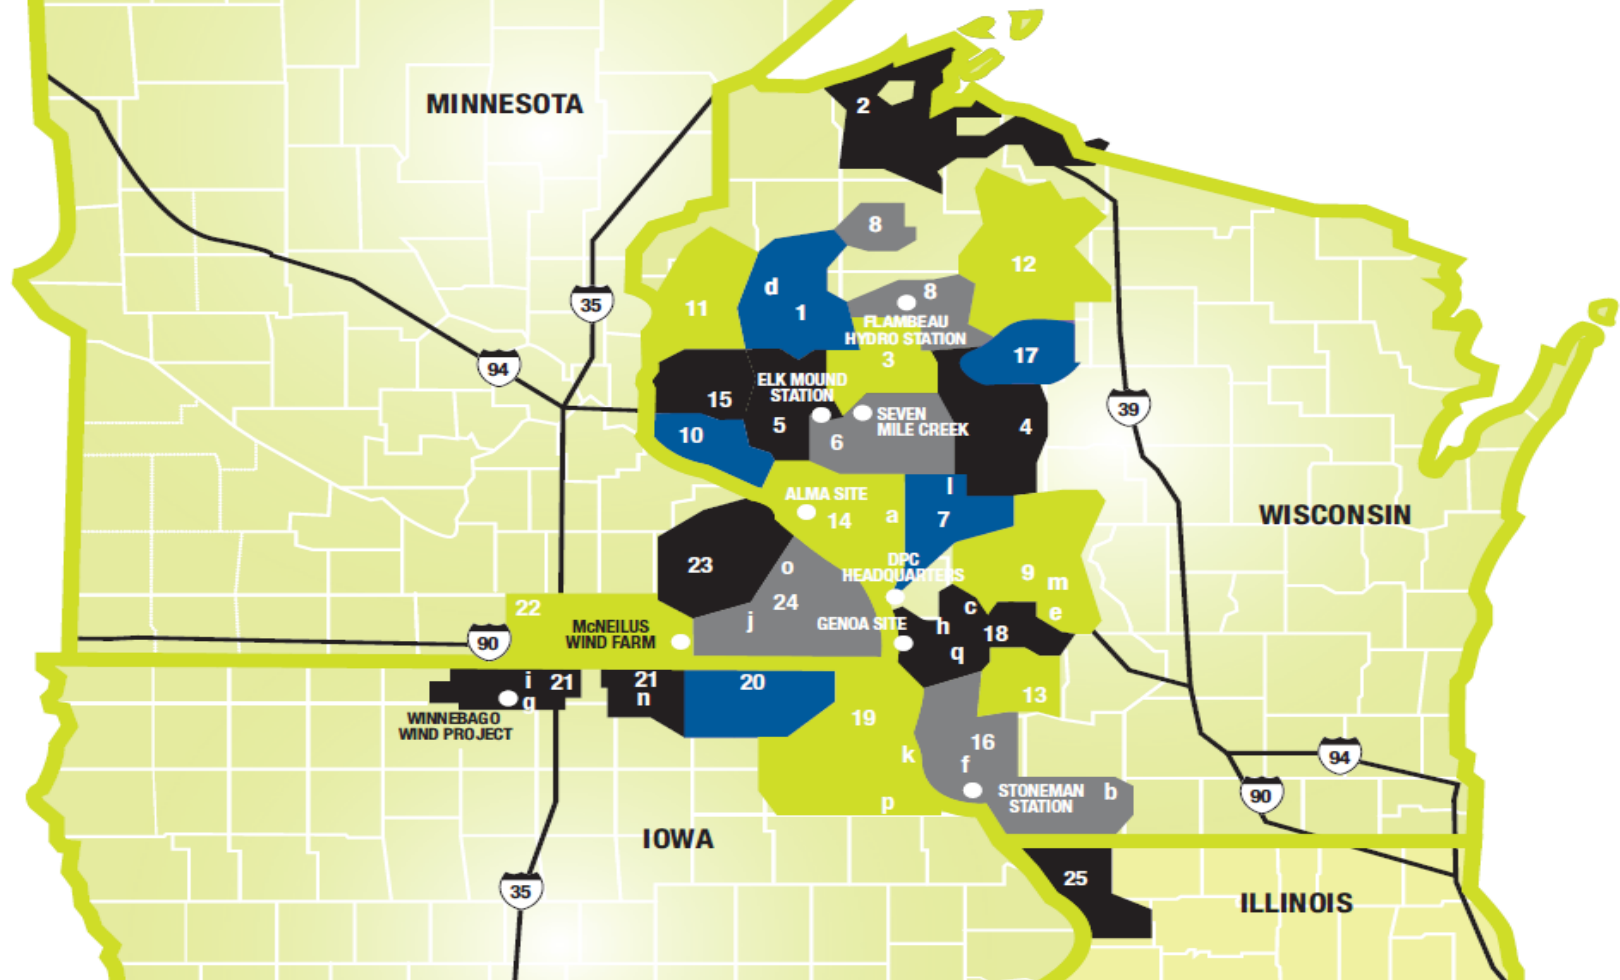 MINNESOTA
2
8
12
d
11
1
8
35
FLAMBEAU
HYDRO STATION
17
3
94
ELK MOUND
STATION
15
39
SEVEN
MILE CREEK
5
4
10
6
l
ALMA SITE
14
a
7
WISCONSIN
DPC
HEADQUARTERS
23
o
9
m
24
22
c
e
j
McNEILUS
WIND FARM
GENOA SITE
h
18
90
q
i
21
21
n
20
g
13
WINNEBAGO
WIND PROJECT
19
16
k
f
94
STONEMAN
STATION
b
90
p
IOWA
25
35
ILLINOIS